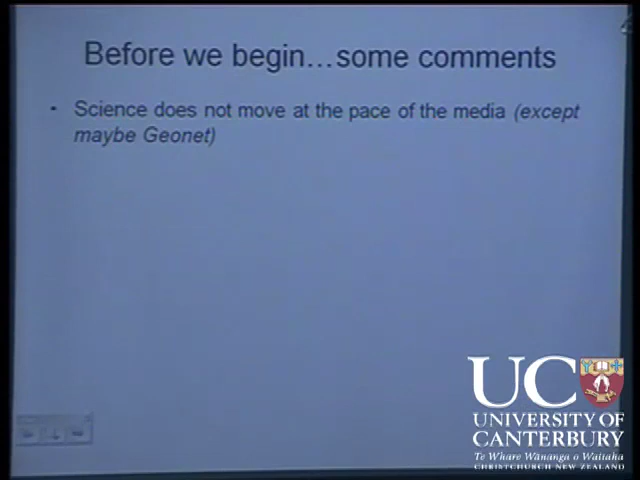 Before we begin...some comments
• Science does not move at the pace of the media (except
maybe Geonet)
UC
UNIVERSITY OF
CANTERBURY
Te Whare Wānanga o Waitaha
CHRISTCHURCH NEW ZEALAND